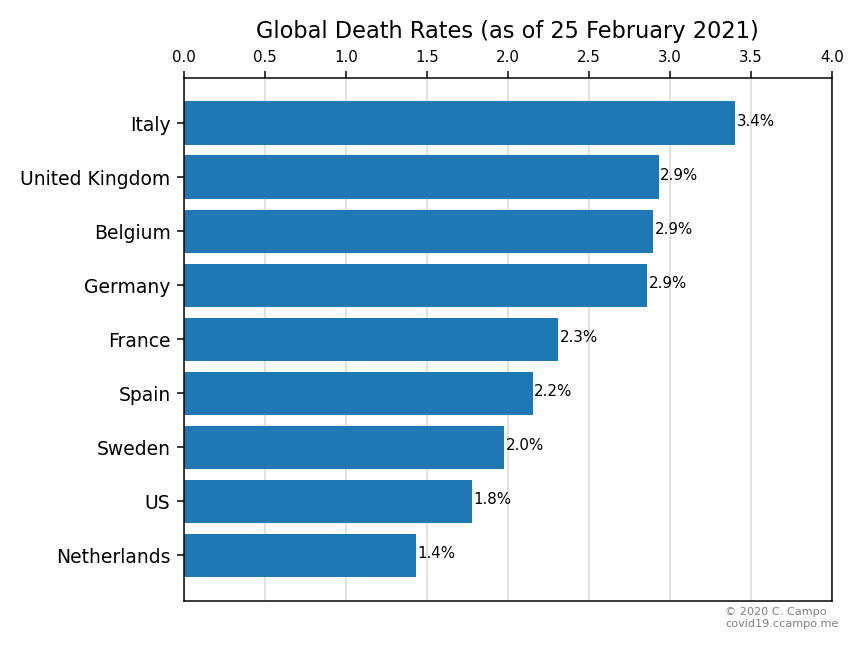 Global Death Rates (as of 25 February 2021)
0.0 0.5 1.0 1.5 2.0 2.5 3.0 3.5 4.0
Italy 3.4%
United Kingdom 2.9%
Belgium 2.9%
Germany 2.9%
France 2.3%
Spain 2.2%
Sweden 2.0%
US 1.8%
Netherlands 1.4%
© 2020 C. Campo
covid19.ccampo.me